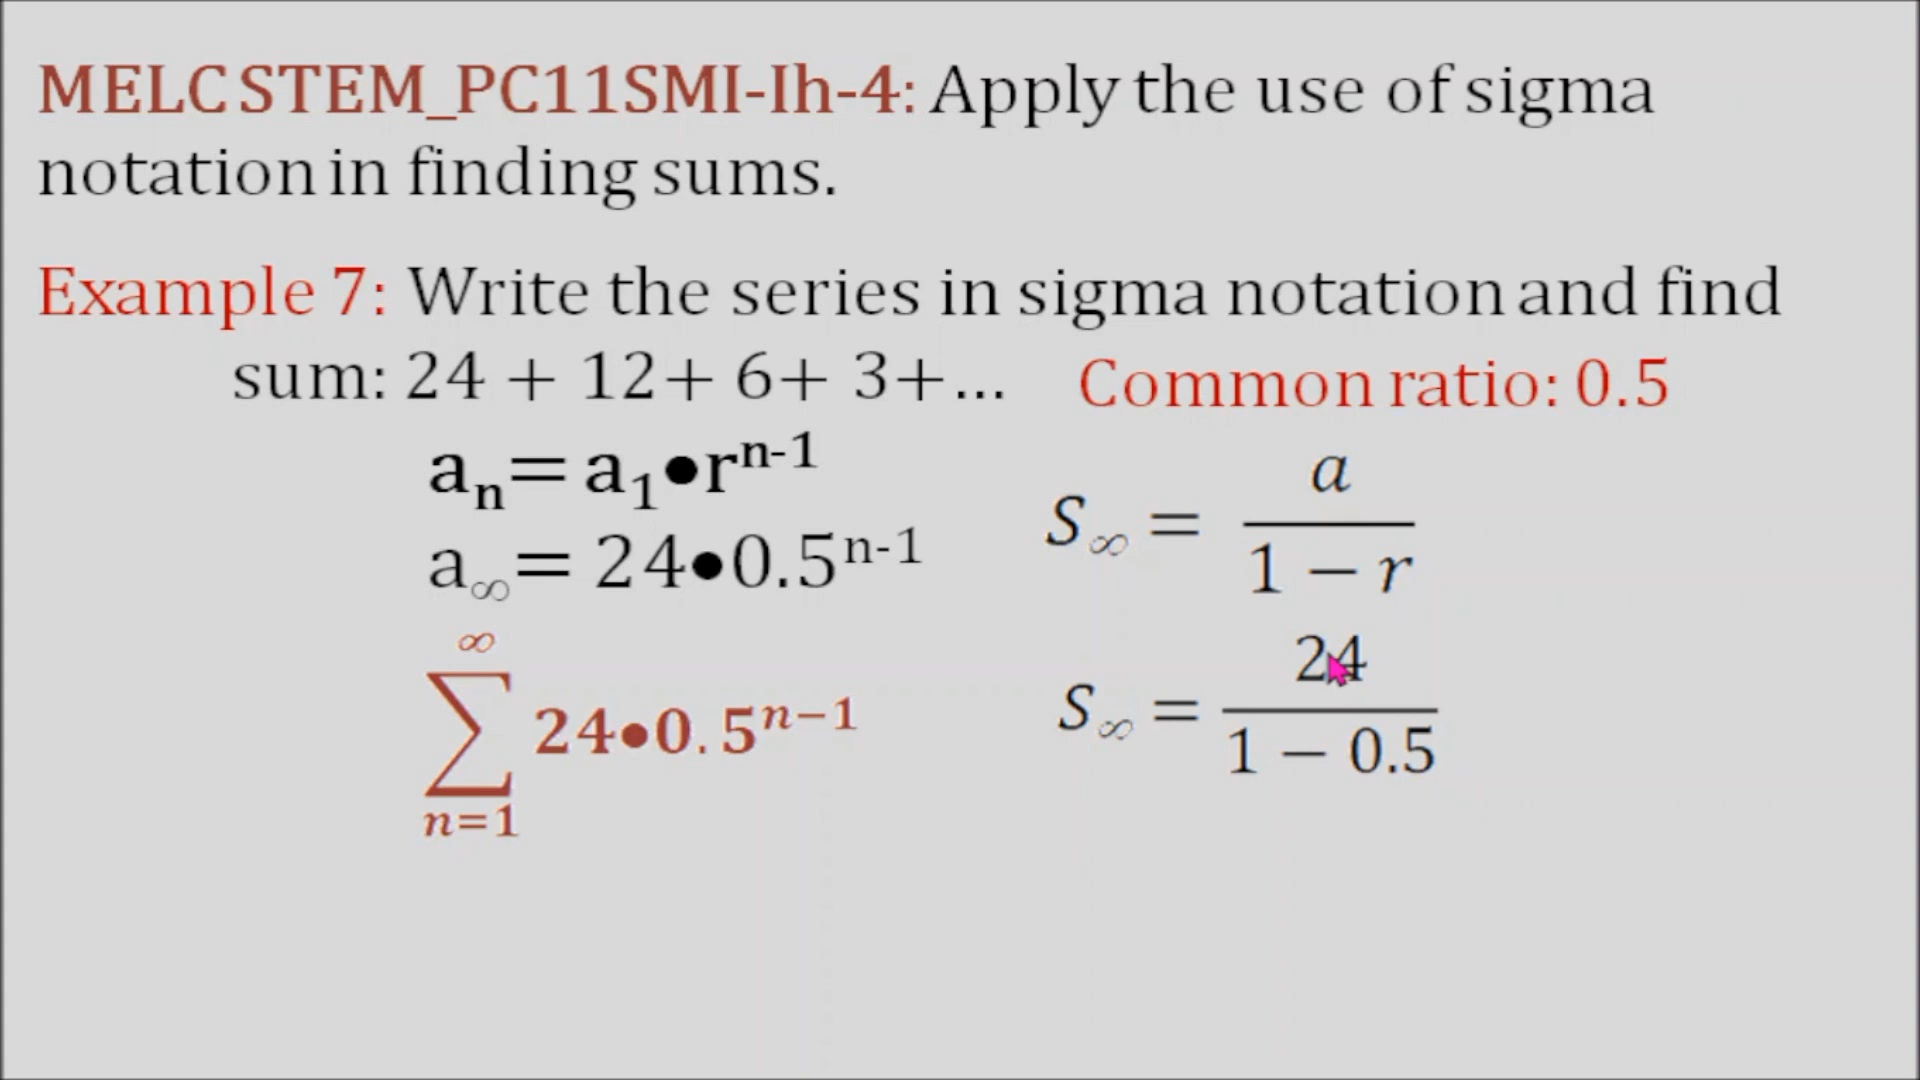 MELC STEM_PC11SMI-Ih-4: Apply the use of sigma
notation in finding sums.
Example 7: Write the series in sigma notation and find
sum: 24 + 12+ 6+ 3+... Common ratio: 0.5
aₙ= a₁•rⁿ⁻¹
a∞= 24•0.5ⁿ⁻¹
∞
∑ 24•0.5ⁿ⁻¹
n=1
S∞ = a / 1 − r
S∞ = 24 / 1 − 0.5